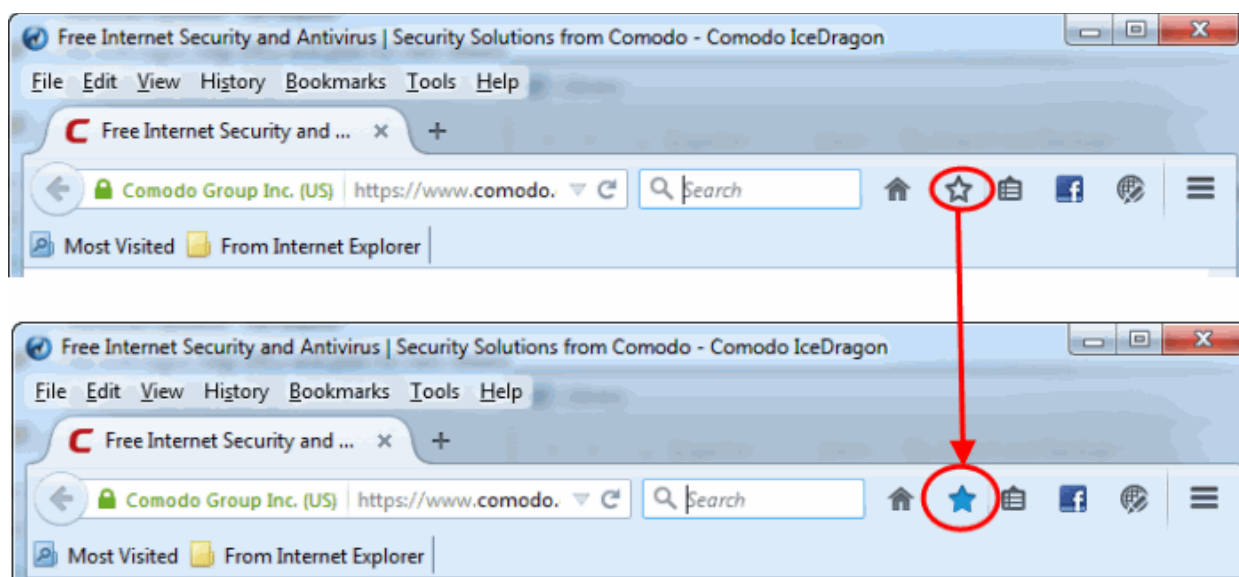 Free Internet Security and Antivirus | Security Solutions from Comodo - Comodo IceDragon
File Edit View History Bookmarks Tools Help
Free Internet Security and ...
Comodo Group Inc. (US) https://www.comodo. Search
Most Visited From Internet Explorer
Free Internet Security and Antivirus | Security Solutions from Comodo - Comodo IceDragon
File Edit View History Bookmarks Tools Help
Free Internet Security and ...
Comodo Group Inc. (US) https://www.comodo. Search
Most Visited From Internet Explorer